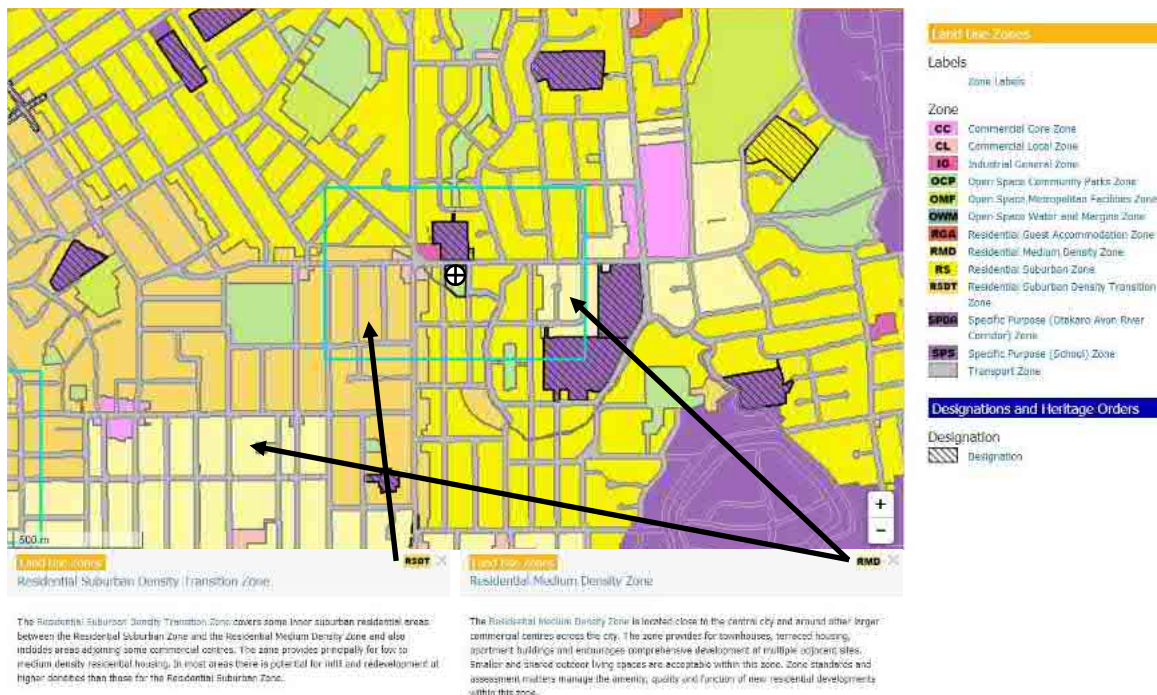 Land Use Zones
Labels
Zone Labels
Zone
CC Commercial Core Zone
CL Commercial Local Zone
IG Industrial General Zone
OCP Open Space Community Parks Zone
OMF Open Space Metropolitan Facilities Zone
OWM Open Space Water and Margins Zone
RGA Residential Guest Accommodation Zone
RMD Residential Medium Density Zone
RS Residential Suburban Zone
RSDT Residential Suburban Density Transition
Zone
SPOA Specific Purpose (Otakaro Avon River
Corridor) Zone
SPS Specific Purpose (School) Zone
Transport Zone
Designations and Heritage Orders
Designation
Designation
+
−
500 m
Land Use Zones
RSDT ×
Residential Suburban Density Transition Zone
The Residential Suburban Density Transition Zone covers some inner suburban residential areas
between the Residential Suburban Zone and the Residential Medium Density Zone and also
includes areas adjoining some commercial centres. The zone provides principally for low to
medium density residential housing. In most areas there is potential for infill and redevelopment at
higher densities than those for the Residential Suburban Zone.
Land Use Zones
RMD ×
Residential Medium Density Zone
The Residential Medium Density Zone is located close to the central city and around other larger
commercial centres across the city. The zone provides for townhouses, terraced housing,
apartment buildings and encourages comprehensive development of multiple adjacent sites.
Smaller and shared outdoor living spaces are acceptable within this zone. Zone standards and
assessment matters manage the amenity, quality and function of new residential developments
within this zone.